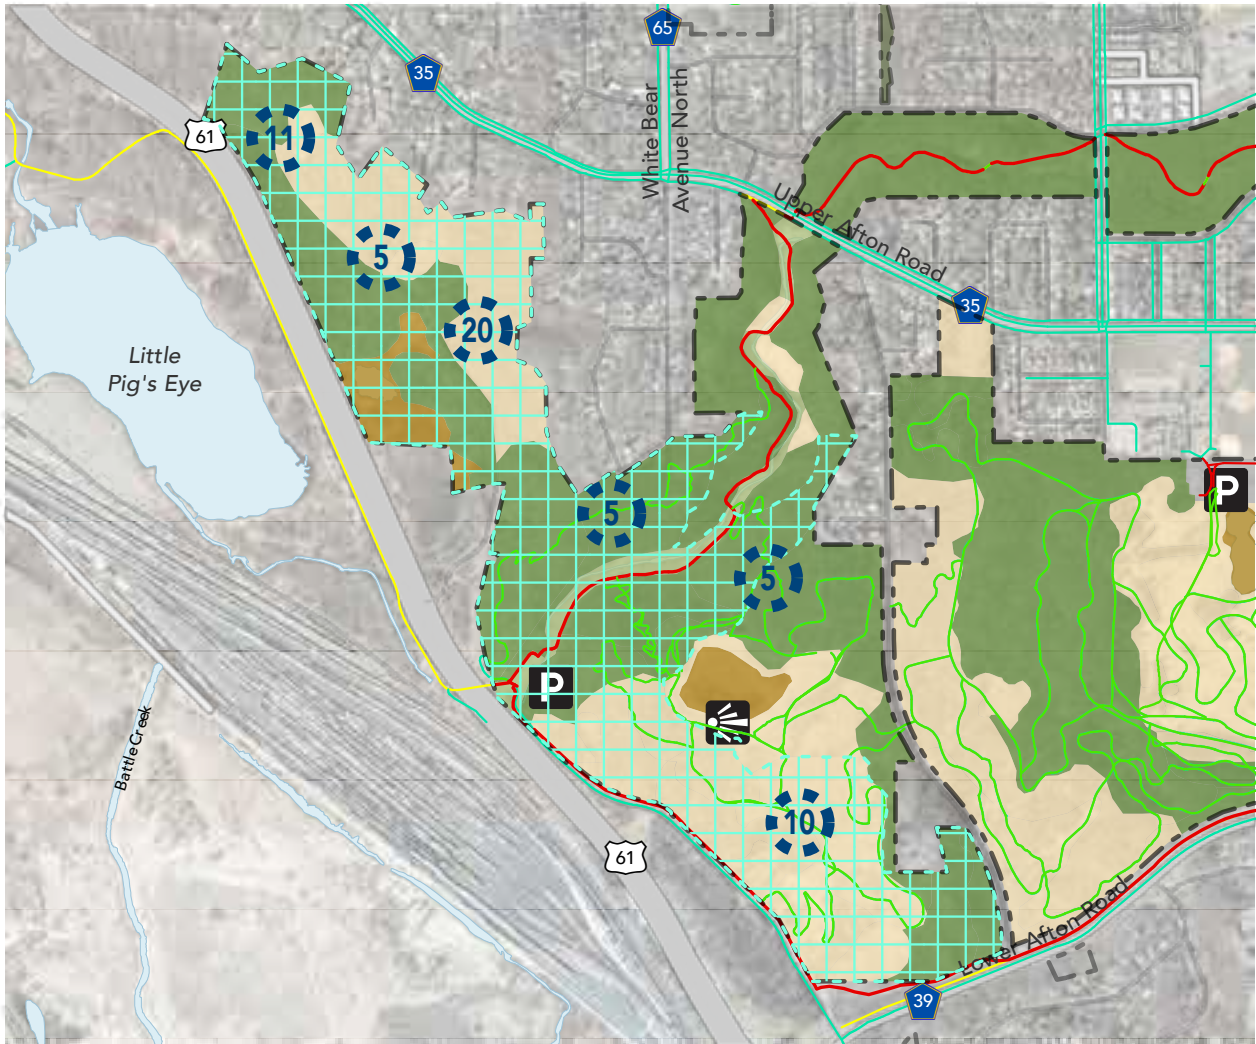 65
35
White Bear
Avenue North
61
11
Upper Afton Road
5
35
20
Little
Pig's Eye
P
5
5
P
Battle Creek
10
61
Lower Afton Road
39